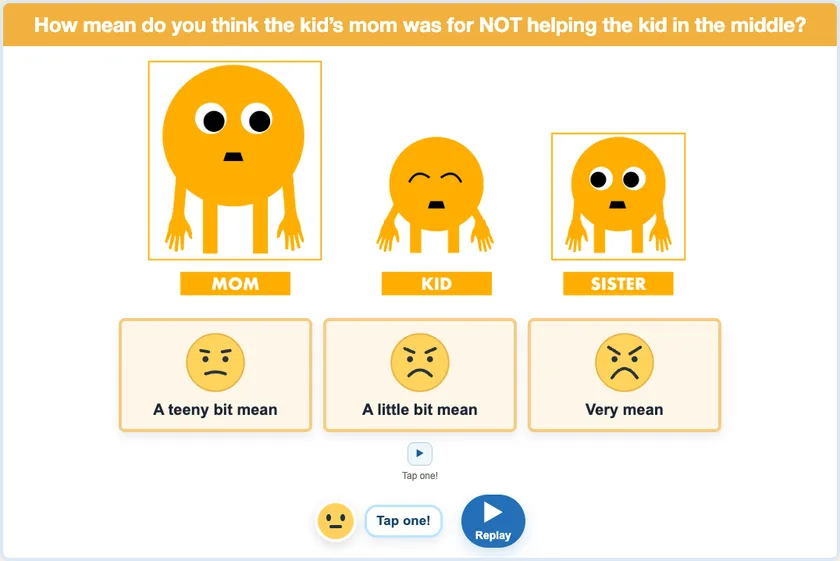 How mean do you think the kid’s mom was for NOT helping the kid in the middle?
MOM
KID
SISTER
A teeny bit mean
A little bit mean
Very mean
Tap one!
Tap one!
Replay